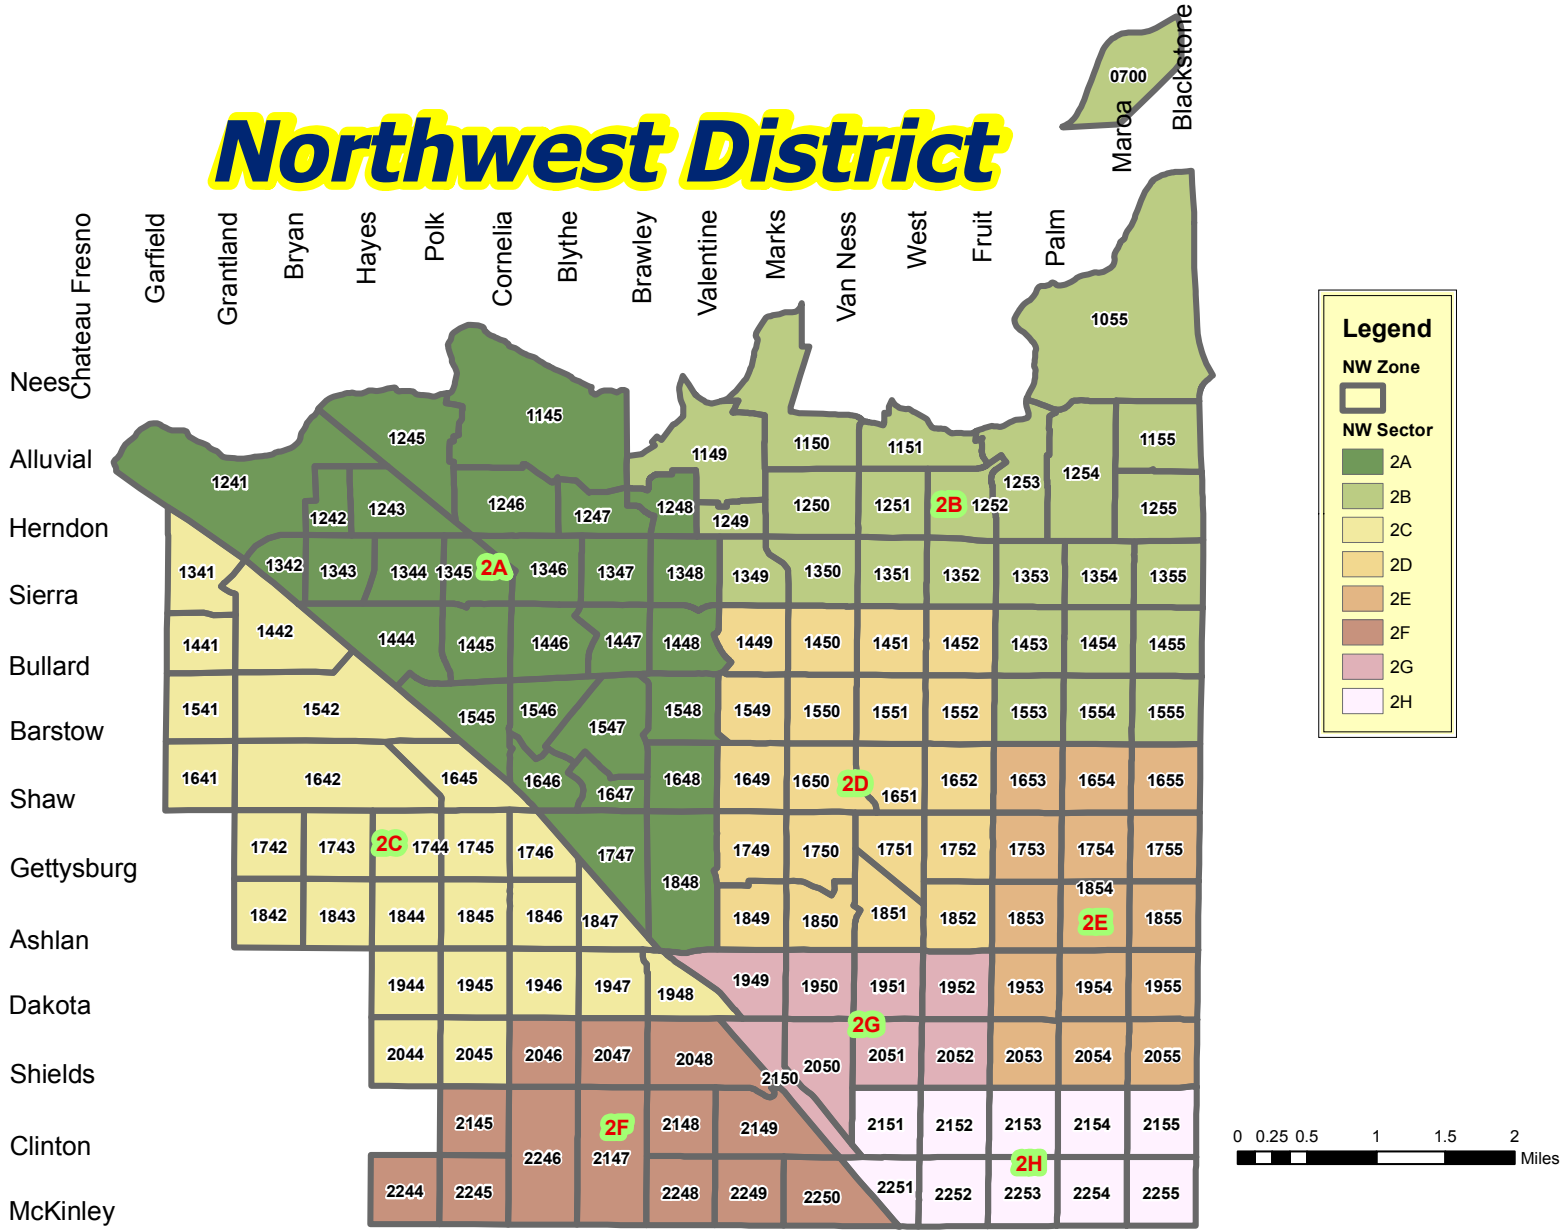 Northwest District
Blackstone
Maroa
Chateau Fresno
Garfield
Grantland
Bryan
Hayes
Polk
Cornelia
Blythe
Brawley
Valentine
Marks
Van Ness
West
Fruit
Palm
Nees
Alluvial
Herndon
Sierra
Bullard
Barstow
Shaw
Gettysburg
Ashlan
Dakota
Shields
Clinton
McKinley
0700
1055
1145
1245
1149
1150
1151
1155
1241
1242
1243
1246
1247
1248
1249
1250
1251
2B
1252
1253
1254
1255
1341
1342
1343
1344
1345
2A
1346
1347
1348
1349
1350
1351
1352
1353
1354
1355
1441
1442
1444
1445
1446
1447
1448
1449
1450
1451
1452
1453
1454
1455
1541
1542
1545
1546
1547
1548
1549
1550
1551
1552
1553
1554
1555
1641
1642
1645
1646
1647
1648
1649
1650
2D
1651
1652
1653
1654
1655
1742
1743
2C
1744
1745
1746
1747
1749
1750
1751
1752
1753
1754
1755
1842
1843
1844
1845
1846
1847
1848
1849
1850
1851
1852
1853
1854
2E
1855
1944
1945
1946
1947
1948
1949
1950
1951
1952
1953
1954
1955
2G
2044
2045
2046
2047
2048
2050
2051
2052
2053
2054
2055
2150
2145
2F
2147
2148
2149
2151
2152
2153
2154
2155
2H
2244
2245
2246
2248
2249
2250
2251
2252
2253
2254
2255
Legend
NW Zone
NW Sector
2A
2B
2C
2D
2E
2F
2G
2H
0 0.25 0.5 1 1.5 2
Miles